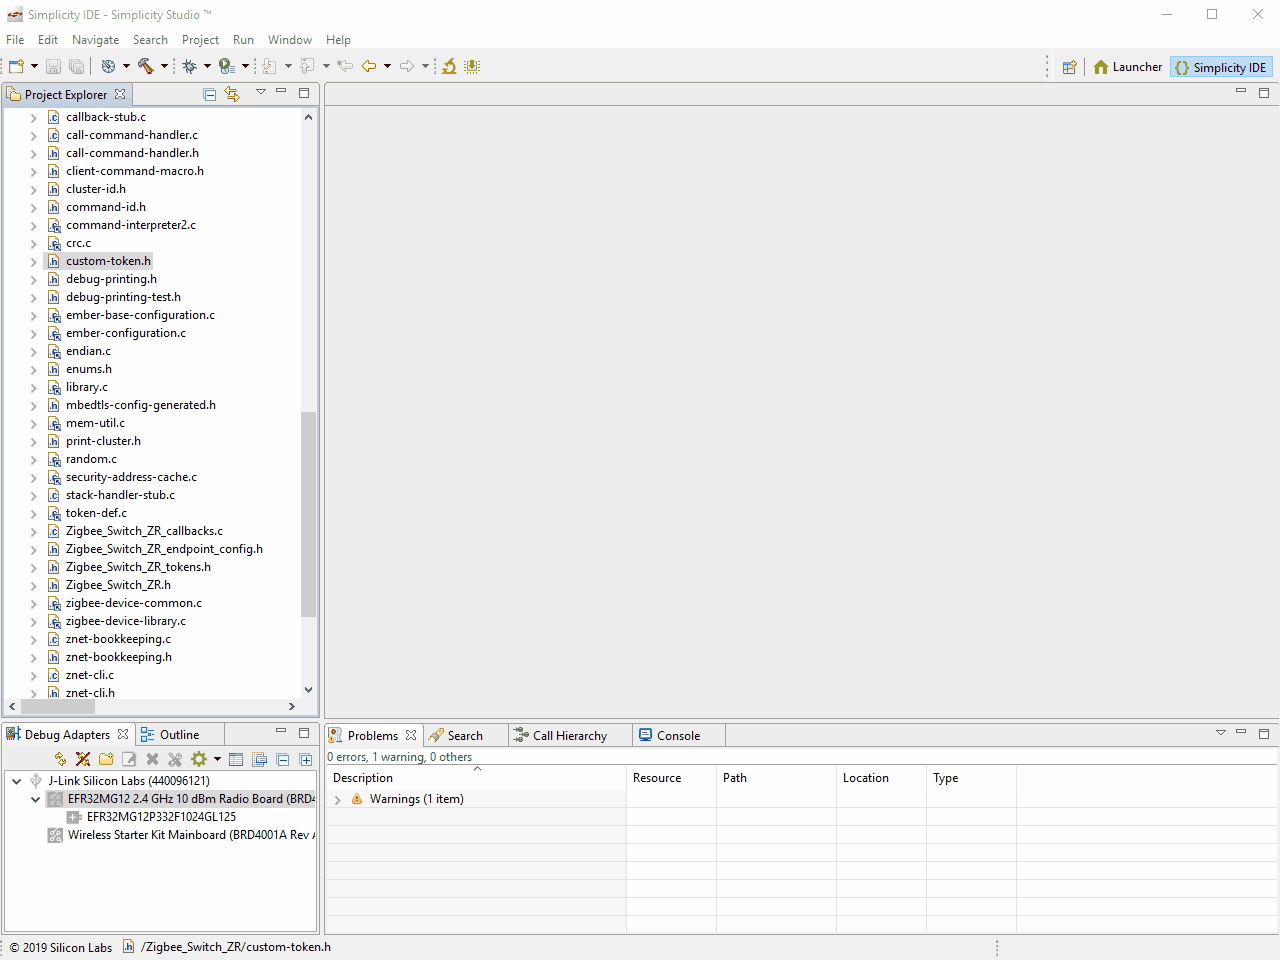 Simplicity IDE - Simplicity Studio ™
File Edit Navigate Search Project Run Window Help
Launcher Simplicity IDE
Project Explorer
callback-stub.c
call-command-handler.c
call-command-handler.h
client-command-macro.h
cluster-id.h
command-id.h
command-interpreter2.c
crc.c
custom-token.h
debug-printing.h
debug-printing-test.h
ember-base-configuration.c
ember-configuration.c
endian.c
enums.h
library.c
mbedtls-config-generated.h
mem-util.c
print-cluster.h
random.c
security-address-cache.c
stack-handler-stub.c
token-def.c
Zigbee_Switch_ZR_callbacks.c
Zigbee_Switch_ZR_endpoint_config.h
Zigbee_Switch_ZR_tokens.h
Zigbee_Switch_ZR.h
zigbee-device-common.c
zigbee-device-library.c
znet-bookkeeping.c
znet-bookkeeping.h
znet-cli.c
znet-cli.h
Debug Adapters Outline
J-Link Silicon Labs (440096121)
EFR32MG12 2.4 GHz 10 dBm Radio Board (BRD4
EFR32MG12P332F1024GL125
Wireless Starter Kit Mainboard (BRD4001A Rev A
Problems Search Call Hierarchy Console
0 errors, 1 warning, 0 others
Description Resource Path Location Type
Warnings (1 item)
© 2019 Silicon Labs /Zigbee_Switch_ZR/custom-token.h